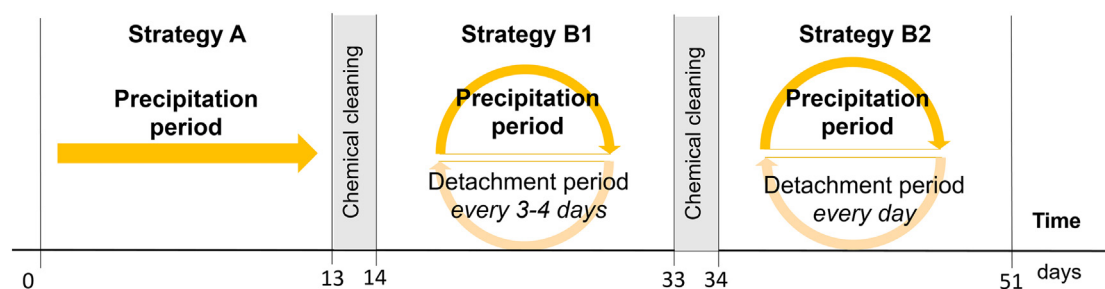 Strategy A
Precipitation
period
Chemical cleaning
Strategy B1
Precipitation
period
Detachment period
every 3-4 days
Chemical cleaning
Strategy B2
Precipitation
period
Detachment period
every day
Time
days
0
13
14
33
34
51